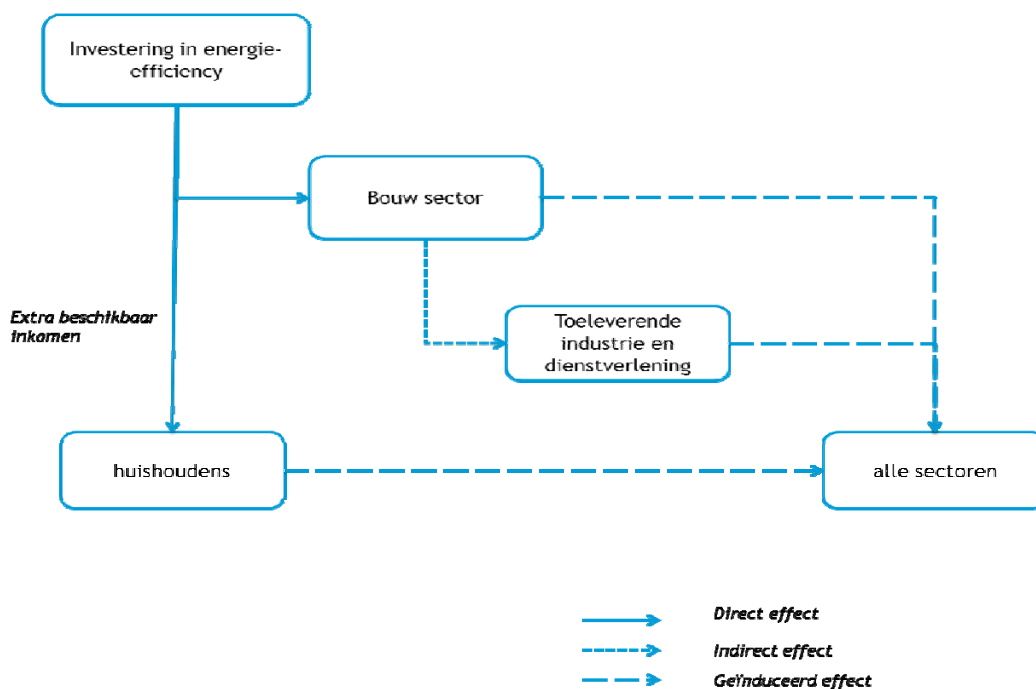 Investering in energie-
efficiency
Bouw sector
Extra beschikbaar
inkomen
Toeleverende
industrie en
dienstverlening
huishoudens
alle sectoren
Direct effect
Indirect effect
Geïnduceerd effect